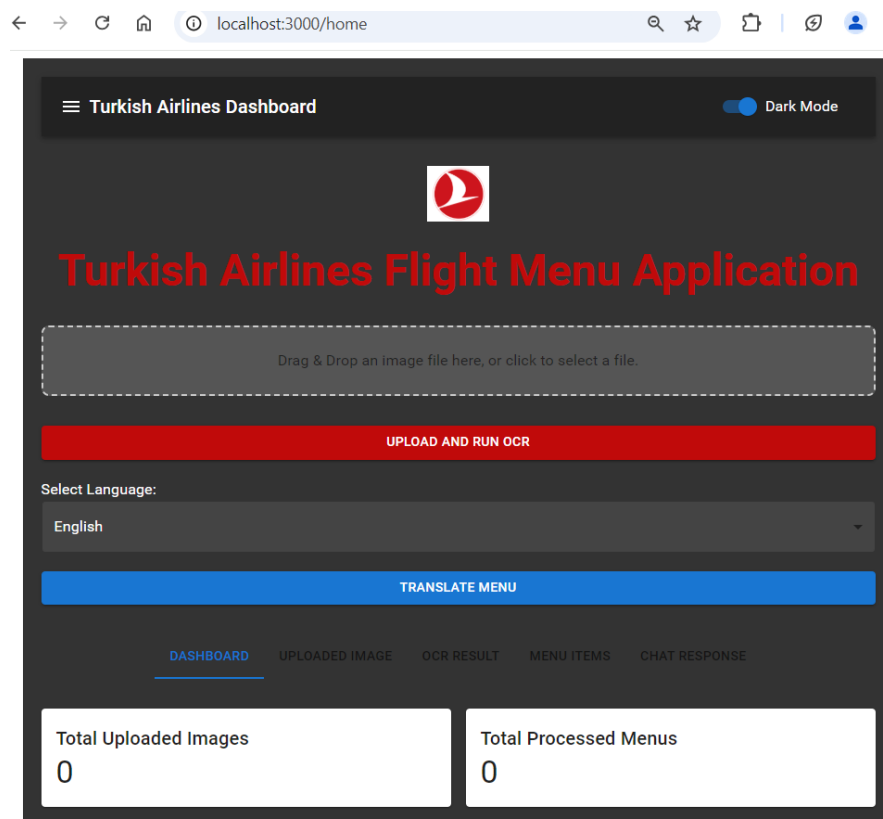 localhost:3000/home
Turkish Airlines Dashboard
Dark Mode
Turkish Airlines Flight Menu Application
Drag & Drop an image file here, or click to select a file.
UPLOAD AND RUN OCR
Select Language:
English
TRANSLATE MENU
DASHBOARD UPLOADED IMAGE OCR RESULT MENU ITEMS CHAT RESPONSE
Total Uploaded Images
0
Total Processed Menus
0